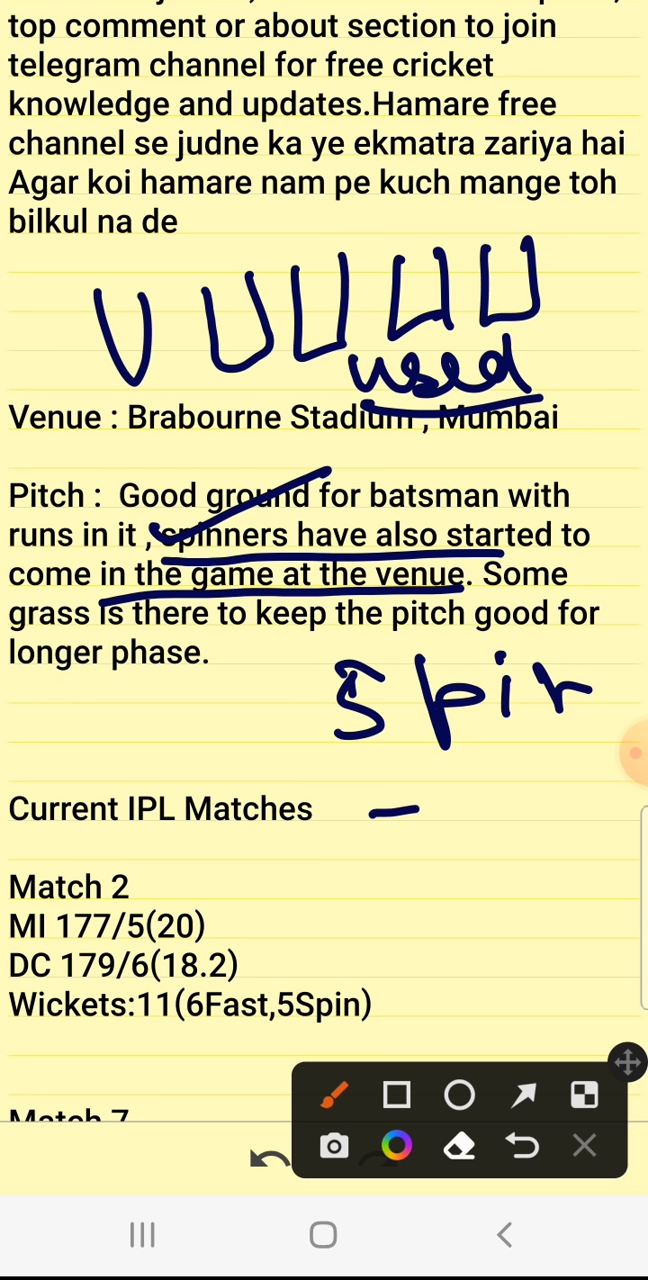 top comment or about section to join
telegram channel for free cricket
knowledge and updates.Hamare free
channel se judne ka ye ekmatra zariya hai
Agar koi hamare nam pe kuch mange toh
bilkul na de
used
Venue : Brabourne Stadium , Mumbai
Pitch : Good ground for batsman with
runs in it , spinners have also started to
come in the game at the venue. Some
grass is there to keep the pitch good for
longer phase.
Spin
Current IPL Matches
Match 2
MI 177/5(20)
DC 179/6(18.2)
Wickets:11(6Fast,5Spin)
Match 7